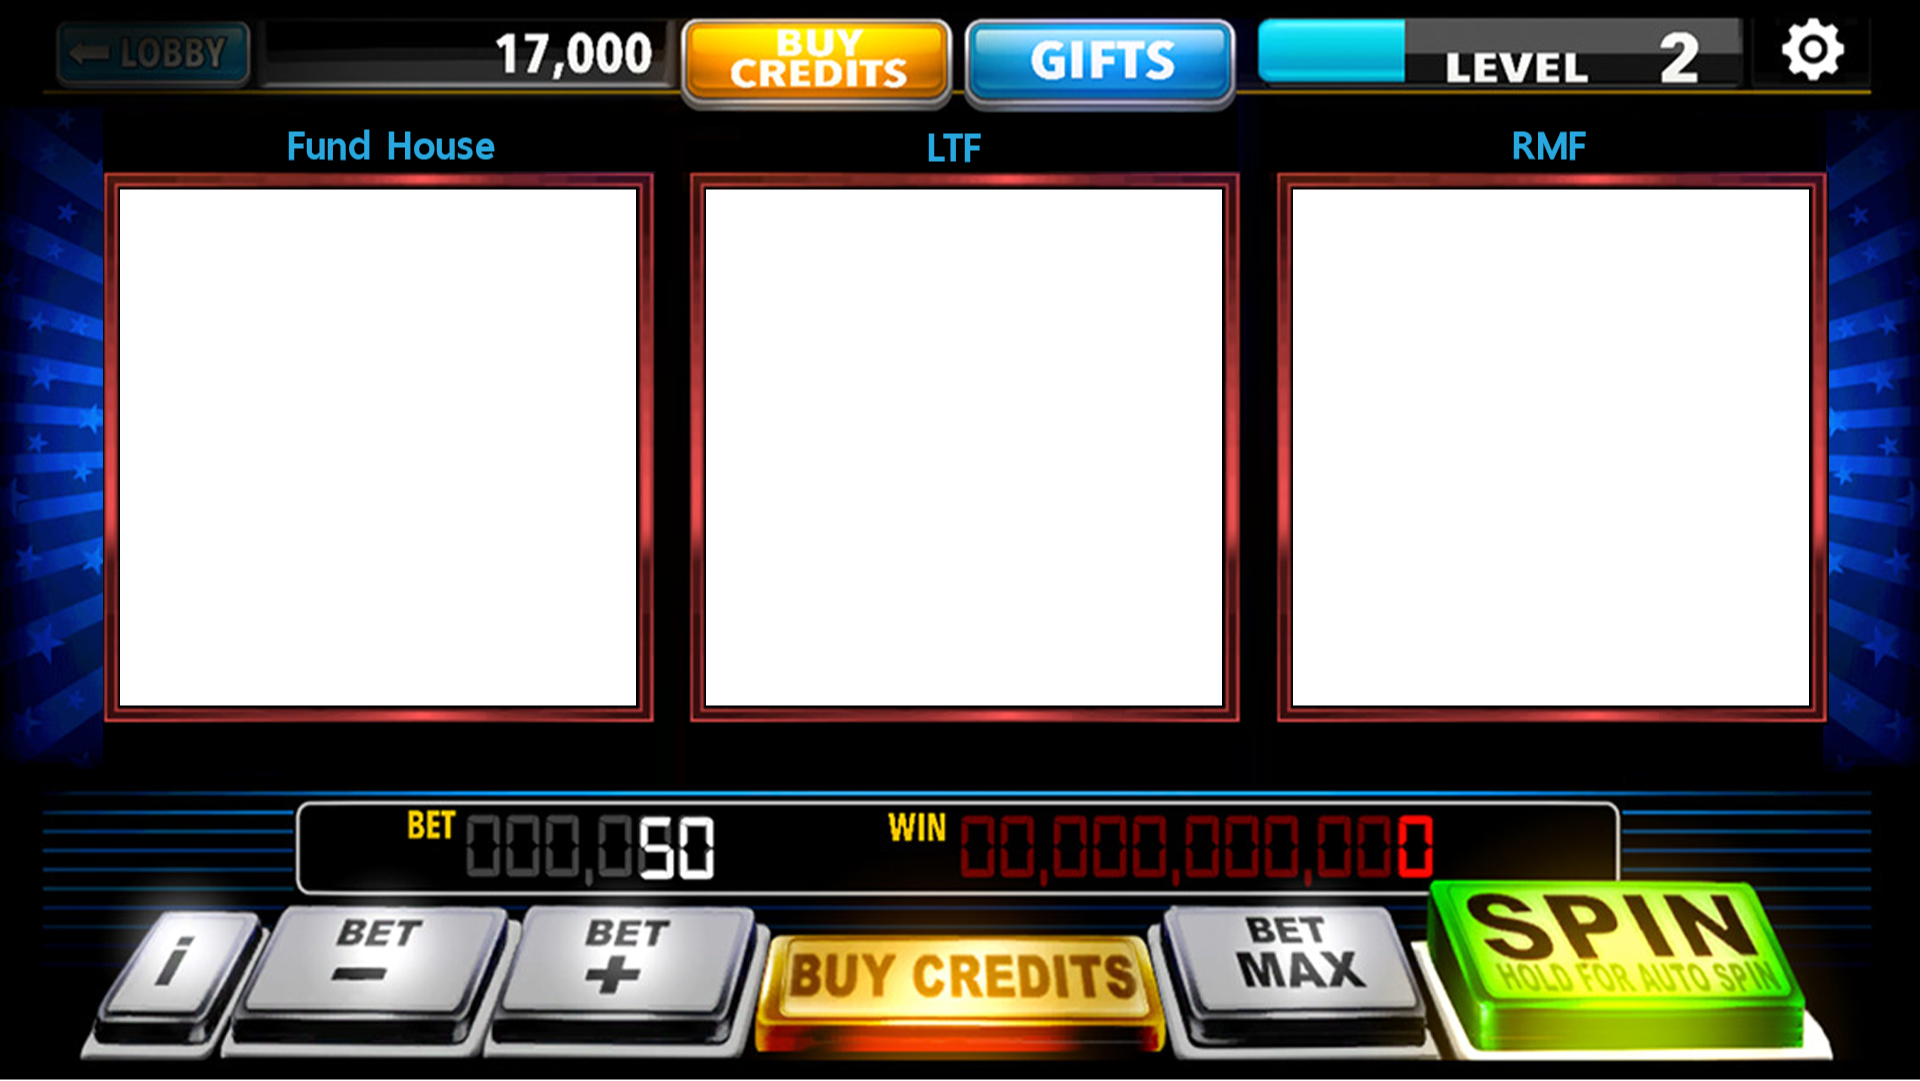 LOBBY
17,000
BUY
CREDITS
GIFTS
LEVEL 2
Fund House
LTF
RMF
BET 000,050
WIN 00,000,000,000
i
BET
-
BET
+
BUY CREDITS
BET
MAX
SPIN
HOLD FOR AUTO SPIN